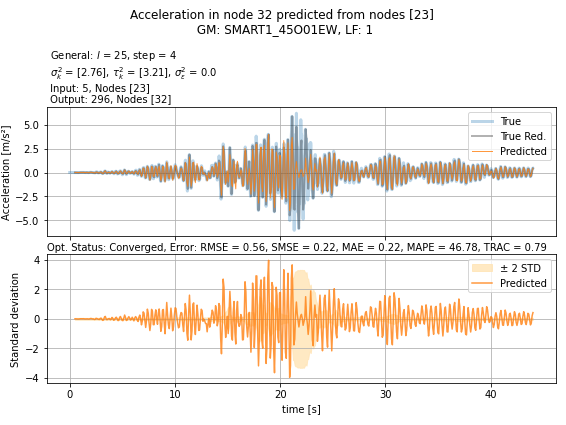 Acceleration in node 32 predicted from nodes [23]
GM: SMART1_45O01EW, LF: 1
General: l = 25, step = 4
σ²ₖ = [2.76], τ²ₖ = [3.21], σ²ε = 0.0
Input: 5, Nodes [23]
Output: 296, Nodes [32]
Acceleration [m/s²]
5.0
2.5
0.0
−2.5
−5.0
True
True Red.
Predicted
Opt. Status: Converged, Error: RMSE = 0.56, SMSE = 0.22, MAE = 0.22, MAPE = 46.78, TRAC = 0.79
Standard deviation
4
2
0
−2
−4
± 2 STD
Predicted
0 10 20 30 40
time [s]